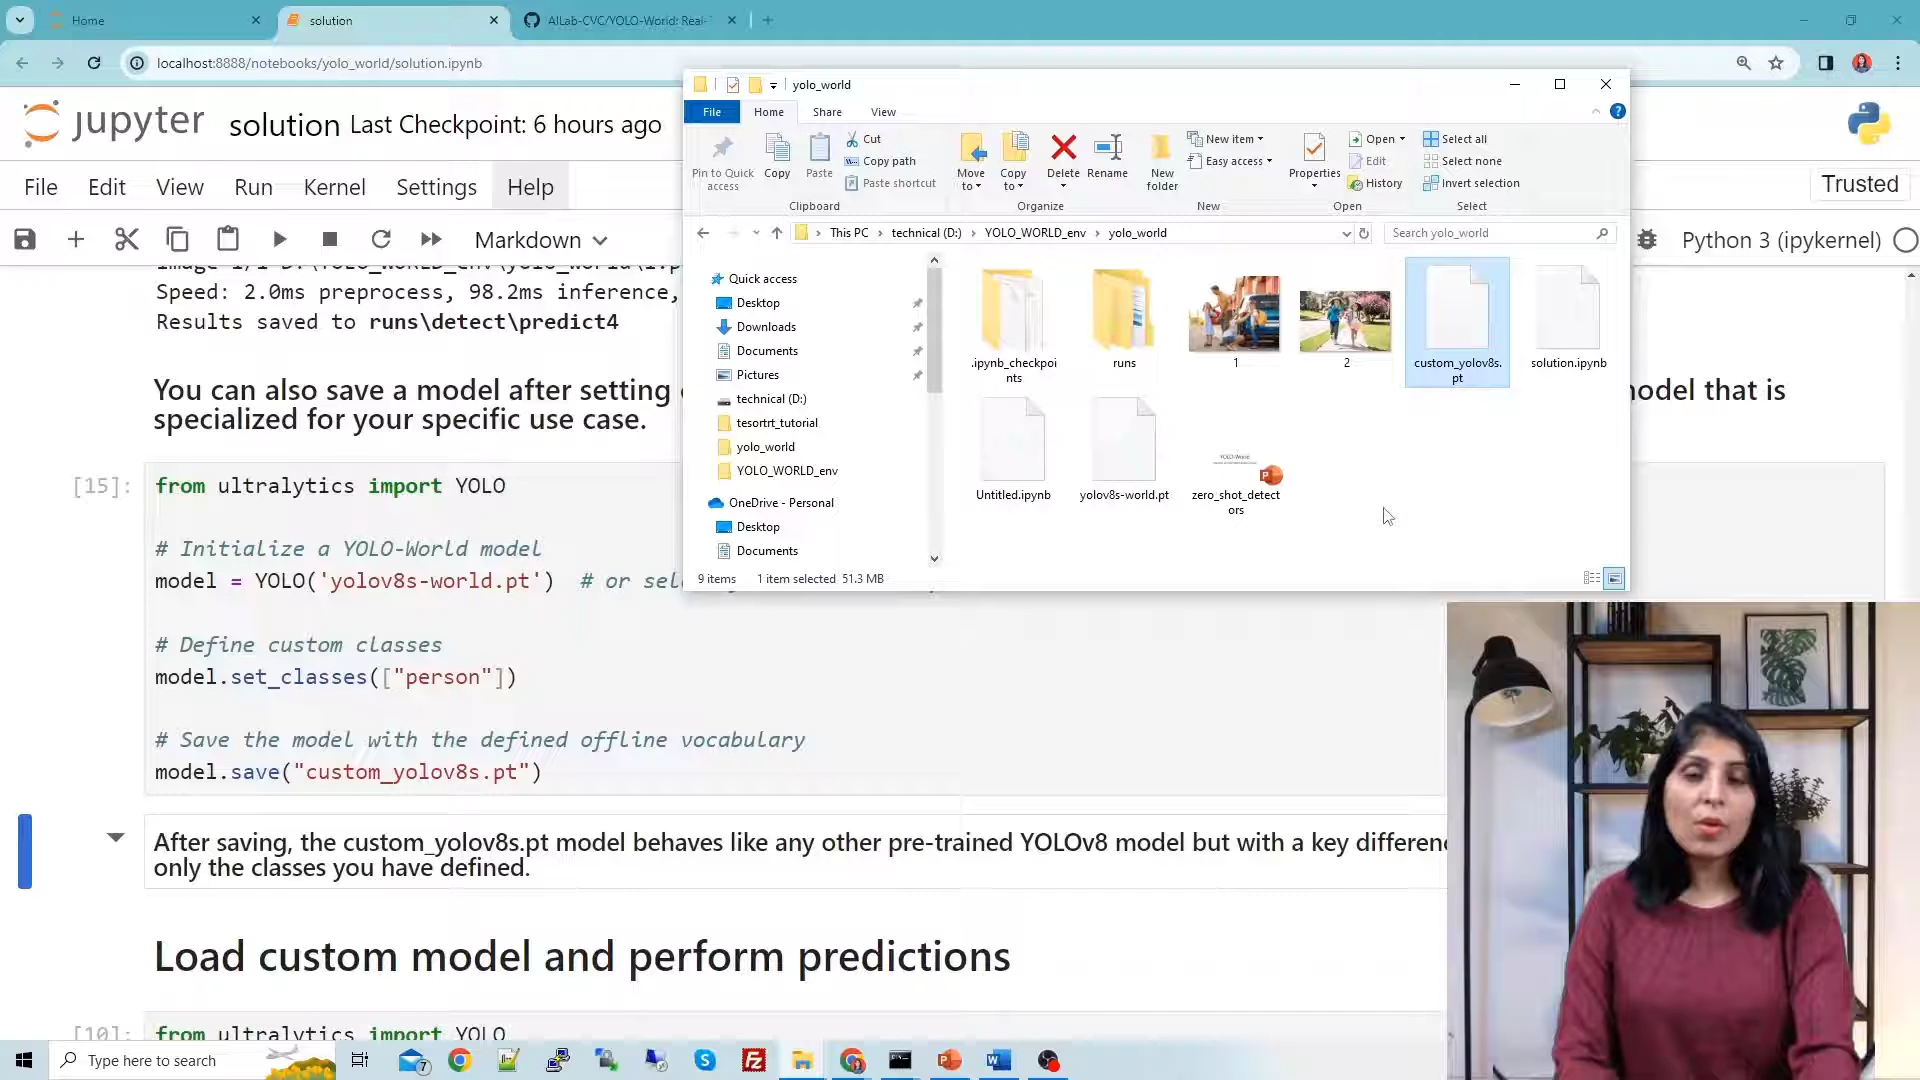 Home
solution
AILab-CVC/YOLO-World: Real-
localhost:8888/notebooks/yolo_world/solution.ipynb
jupyter solution Last Checkpoint: 6 hours ago
File Edit View Run Kernel Settings Help
Trusted
Markdown
Python 3 (ipykernel)
Speed: 2.0ms preprocess, 98.2ms inference,
Results saved to runs\detect\predict4
You can also save a model after setting
nodel that is
specialized for your specific use case.
[15]:
from ultralytics import YOLO
# Initialize a YOLO-World model
model = YOLO('yolov8s-world.pt') # or sel
# Define custom classes
model.set_classes(["person"])
# Save the model with the defined offline vocabulary
model.save("custom_yolov8s.pt")
After saving, the custom_yolov8s.pt model behaves like any other pre-trained YOLOv8 model but with a key differenc
only the classes you have defined.
Load custom model and perform predictions
[10]:
from ultralytics import YOLO
yolo_world
File Home Share View
Pin to Quick
access
Copy
Paste
Cut
Copy path
Paste shortcut
Clipboard
Move
to
Copy
to
Delete
Rename
Organize
New
folder
New item
Easy access
New
Properties
Open
Edit
History
Open
Select all
Select none
Invert selection
Select
This PC
technical (D:)
YOLO_WORLD_env
yolo_world
Search yolo_world
Quick access
Desktop
Downloads
Documents
Pictures
technical (D:)
tesortrt_tutorial
yolo_world
YOLO_WORLD_env
OneDrive - Personal
Desktop
Documents
.ipynb_checkpoi
nts
runs
1
2
custom_yolov8s.
pt
solution.ipynb
Untitled.ipynb
yolov8s-world.pt
YOLO-World
zero_shot_detect
ors
9 items
1 item selected 51.3 MB
Type here to search
7